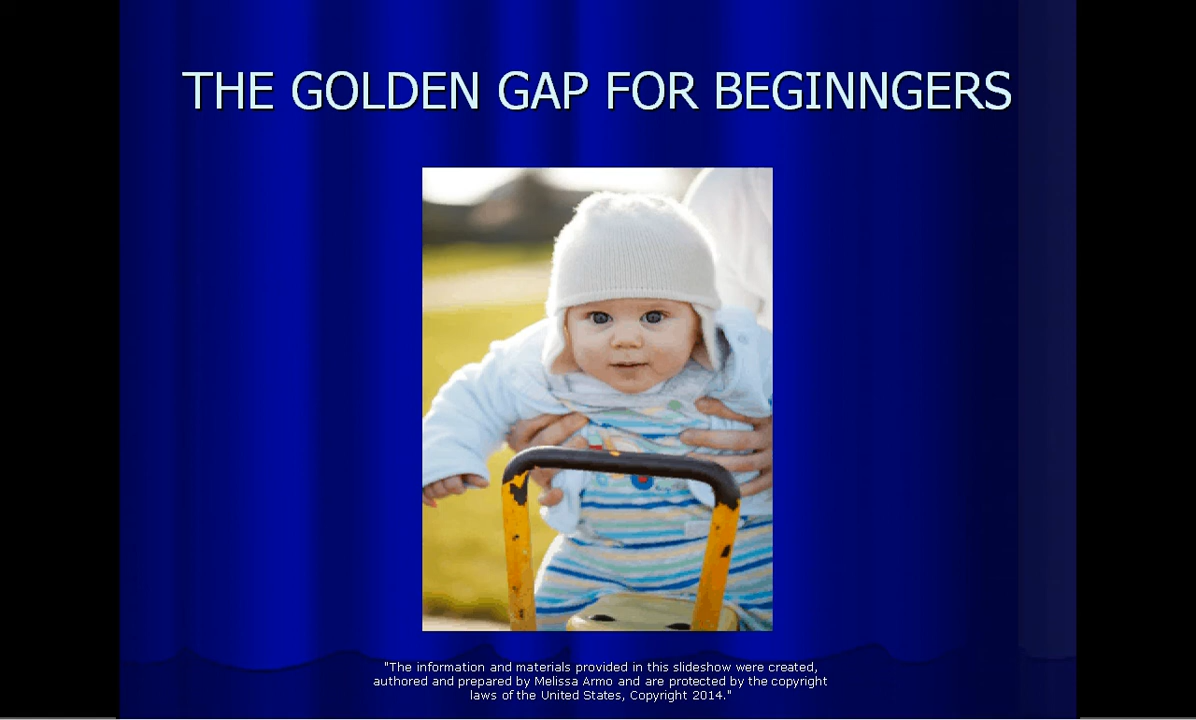 THE GOLDEN GAP FOR BEGINNGERS
"The information and materials provided in this slideshow were created,
authored and prepared by Melissa Armo and are protected by the copyright
laws of the United States, Copyright 2014."